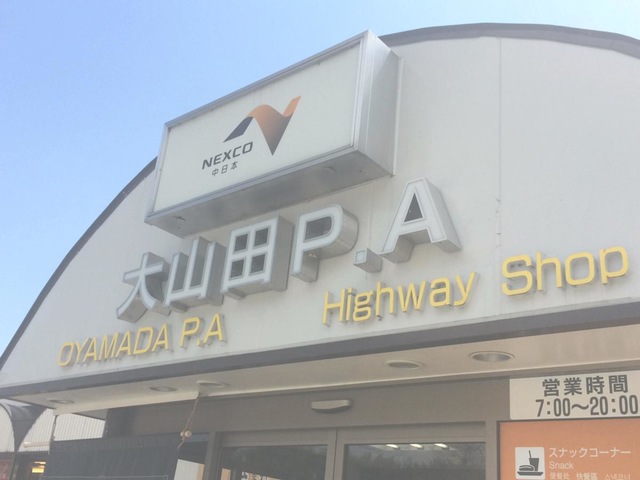 NEXCO
中日本
大山田P.A
OYAMADA P.A
Highway Shop
営業時間
7:00〜20:00
スナックコーナー
Snack